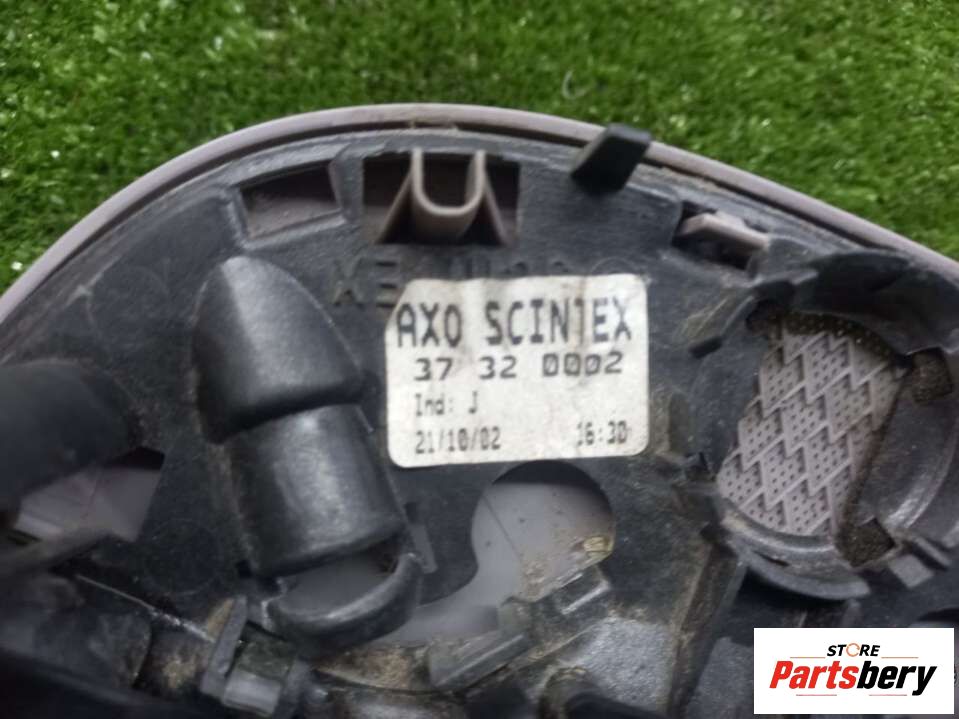 AXO SCINTEX
37 32 0002
Ind: J
21/10/02 16:30
STORE
Partsbery